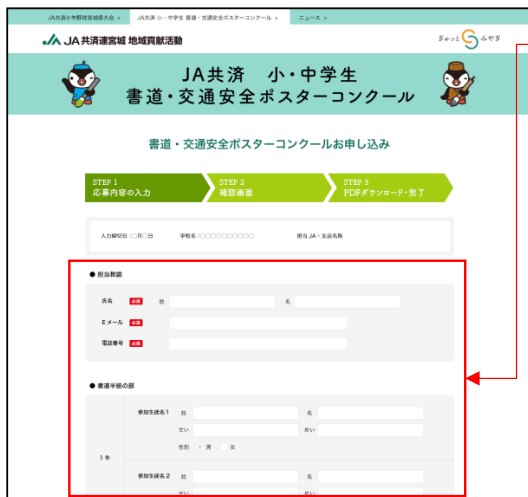 JA共済少年野球宮城県大会 > JA共済 小・中学生 書道・交通安全ポスターコンクール > ニュース >
JA共済連宮城 地域貢献活動
ぎゅっと みやぎ
JA共済 小・中学生
書道・交通安全ポスターコンクール
書道・交通安全ポスターコンクールお申し込み
STEP 1 STEP 2 STEP 3
応募内容の入力 確認画面 PDFダウンロード・完了
入力締切日:○月○日 学校名:○○○○○○○○○○ 担当 JA・支店名称
● 担当教諭
氏名 必須 姓 名
Eメール 必須
電話番号 必須
● 書道半紙の部
参加生徒名1 姓 名
せい めい
性別 男 女
1 年
参加生徒名2 姓 名
せい めい